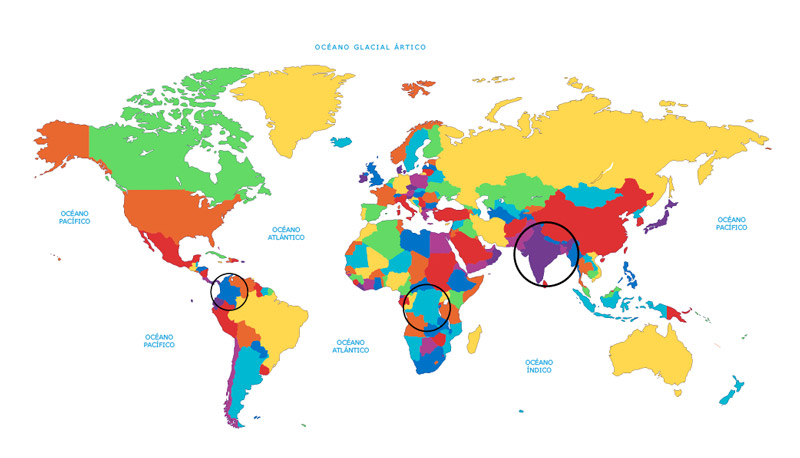 OCÉANO GLACIAL ÁRTICO
OCÉANO
PACÍFICO
OCÉANO
ATLÁNTICO
OCÉANO
PACÍFICO
OCÉANO
PACÍFICO
OCÉANO
ATLÁNTICO
OCÉANO
ÍNDICO